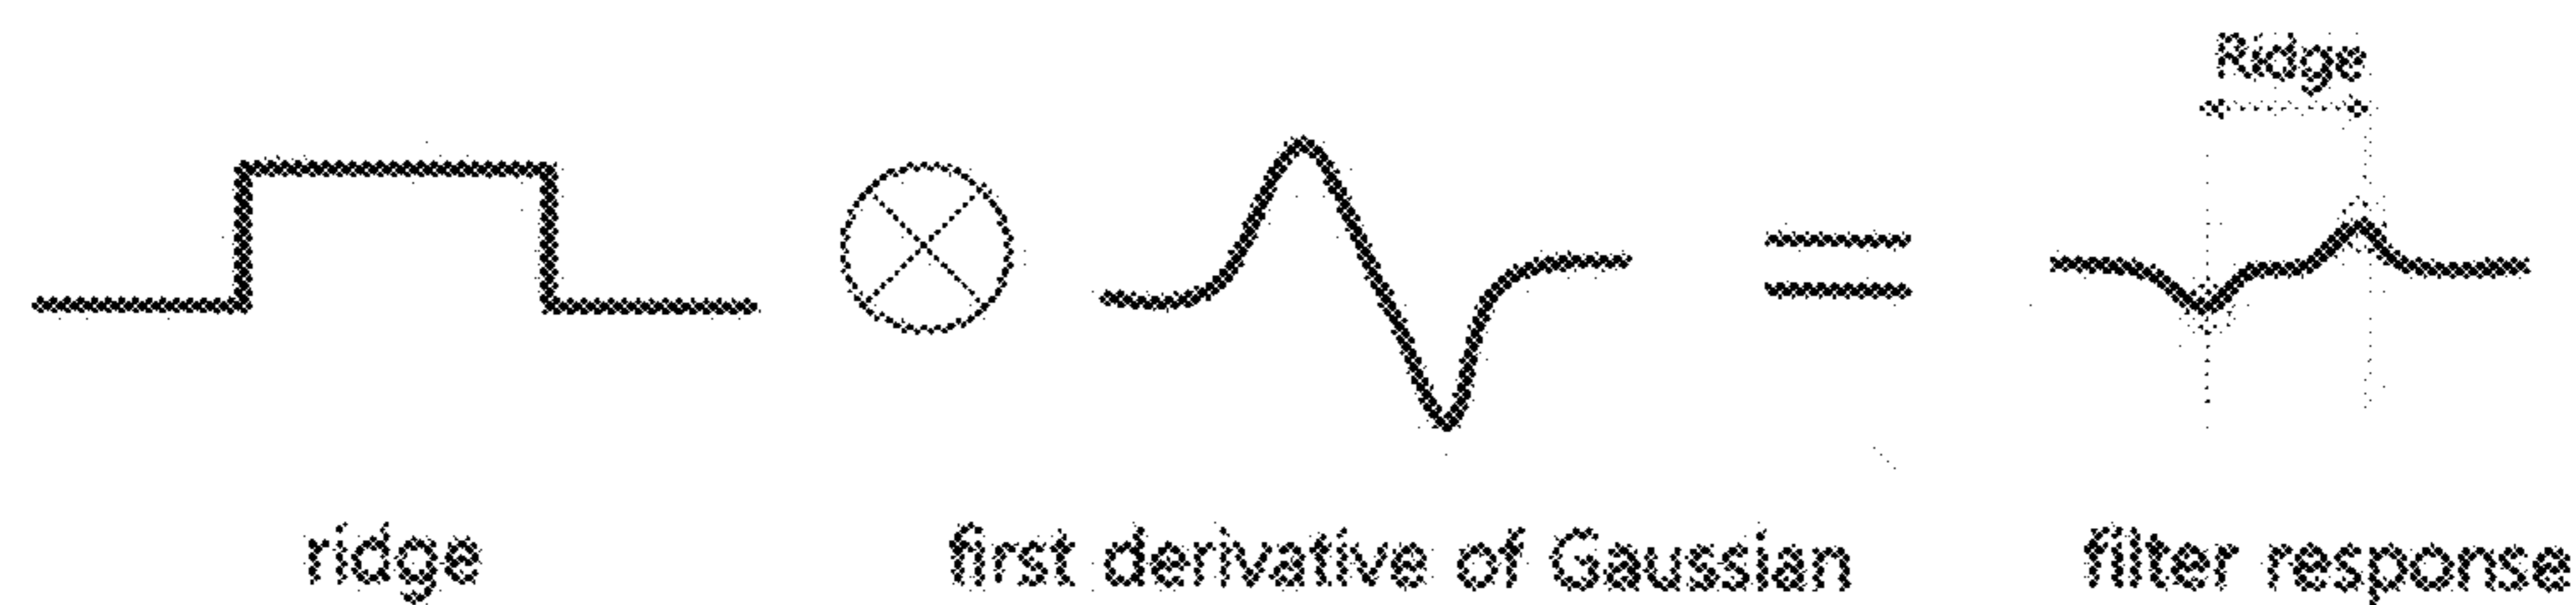 Ridge
ridge
first derivative of Gaussian
filter response